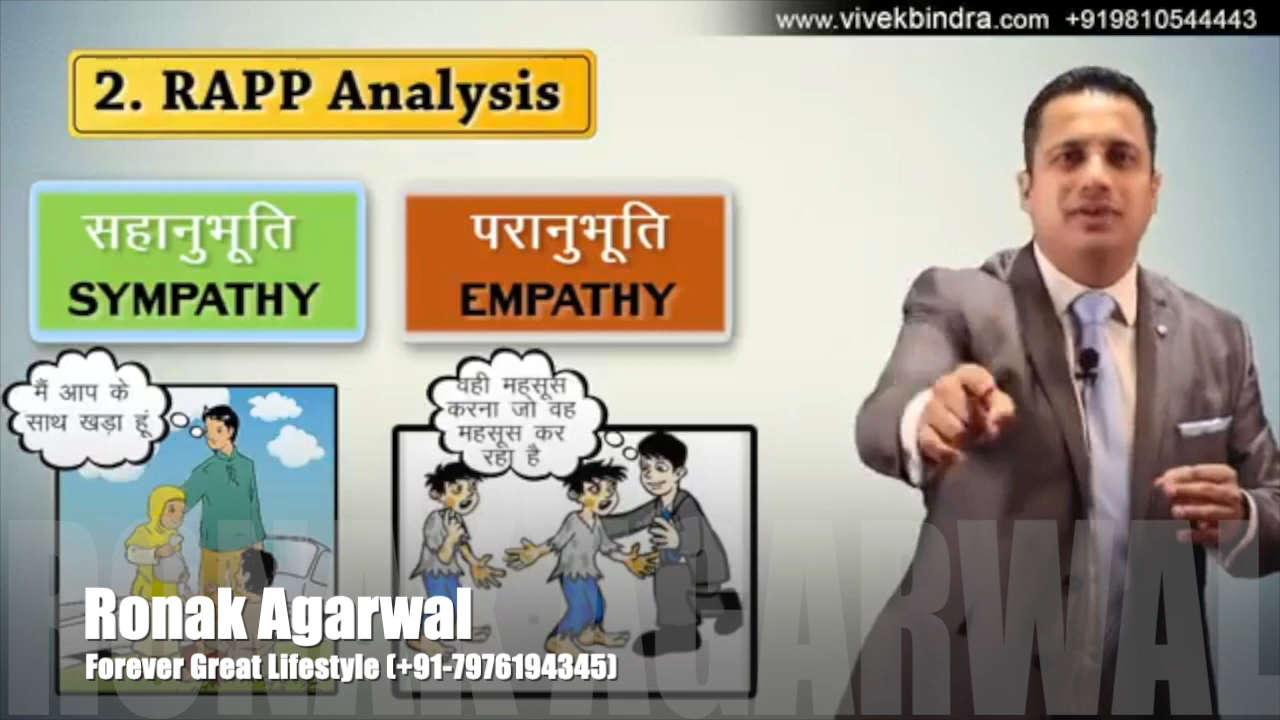 www.vivekbindra.com +919810544443
2. RAPP Analysis
सहानुभूति
SYMPATHY
परानुभूति
EMPATHY
मैं आप के
साथ खड़ा हूं
वही महसूस
करना जो वह
महसूस कर
रहा है
RONAK AGARWAL
Ronak Agarwal
Forever Great Lifestyle (+91-7976194345)